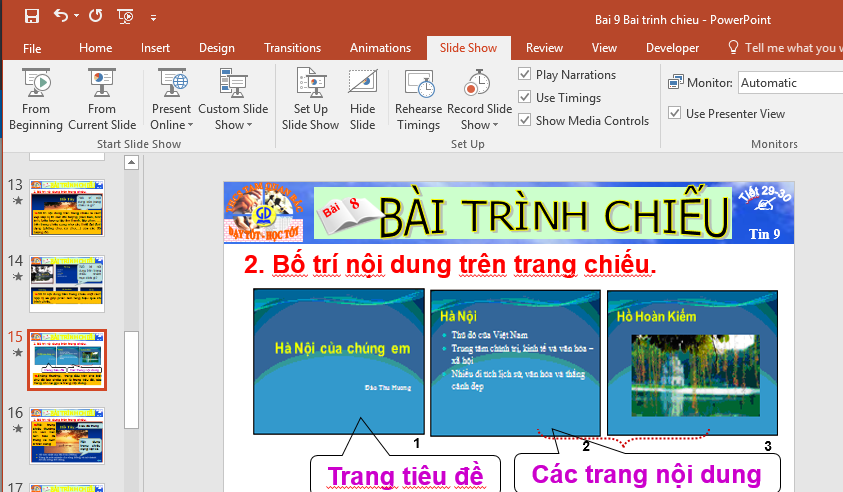 Bai 9 Bai trinh chieu - PowerPoint
File Home Insert Design Transitions Animations Slide Show Review View Developer Tell me what you
From Beginning
From Current Slide
Present Online
Custom Slide Show
Set Up Slide Show
Hide Slide
Rehearse Timings
Record Slide Show
Play Narrations
Use Timings
Show Media Controls
Monitor: Automatic
Use Presenter View
Start Slide Show
Set Up
Monitors
13
14
15
16
17
DẠY TỐT - HỌC TỐT
Bài 8
BÀI TRÌNH CHIẾU
Tiết 29-30
Tin 9
2. Bố trí nội dung trên trang chiếu.
Hà Nội của chúng em
Đào Thu Hương
1
Hà Nội
Thủ đô của Việt Nam
Trung tâm chính trị, kinh tế và văn hóa –
xã hội
Nhiều di tích lịch sử, văn hóa và thắng
cảnh đẹp
2
Hồ Hoàn Kiếm
3
Trang tiêu đề
Các trang nội dung